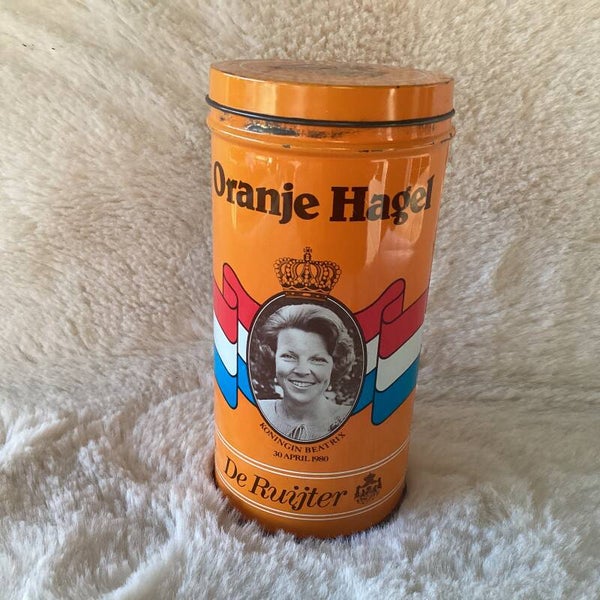 Oranje Hagel
KONINGIN BEATRIX
30 APRIL 1980
De Ruijter